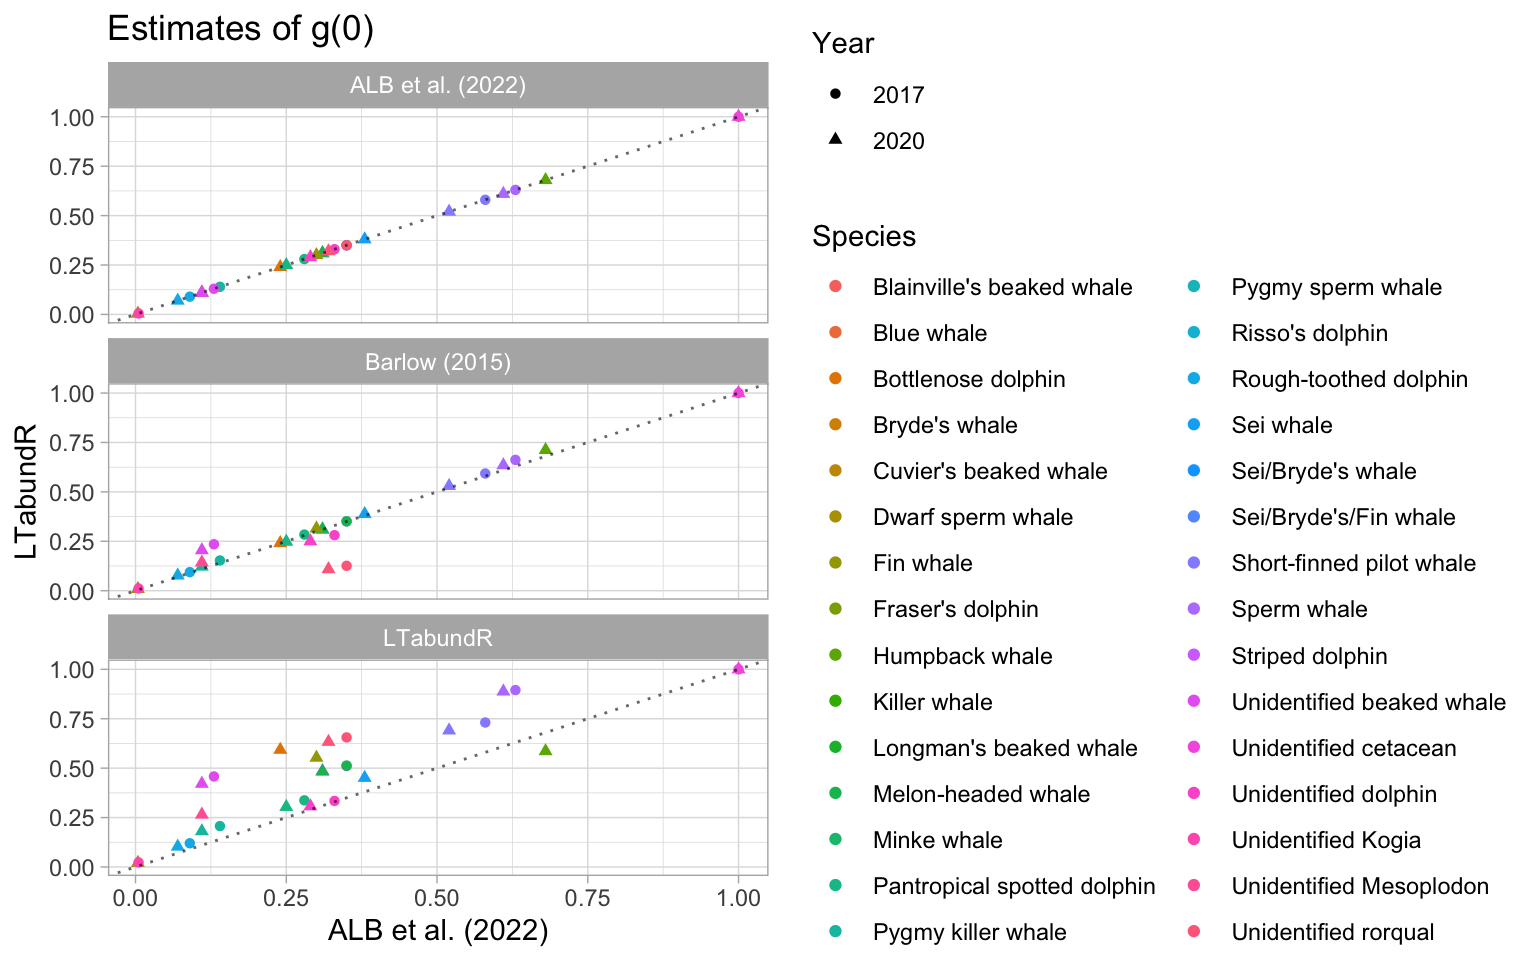 Estimates of g(0)
ALB et al. (2022)
1.00
0.75
0.50
0.25
0.00
Barlow (2015)
1.00
0.75
0.50
0.25
0.00
LTabundR
LTabundR
1.00
0.75
0.50
0.25
0.00
0.00 0.25 0.50 0.75 1.00
ALB et al. (2022)
Year
2017
2020
Species
Blainville's beaked whale
Blue whale
Bottlenose dolphin
Bryde's whale
Cuvier's beaked whale
Dwarf sperm whale
Fin whale
Fraser's dolphin
Humpback whale
Killer whale
Longman's beaked whale
Melon-headed whale
Minke whale
Pantropical spotted dolphin
Pygmy killer whale
Pygmy sperm whale
Risso's dolphin
Rough-toothed dolphin
Sei whale
Sei/Bryde's whale
Sei/Bryde's/Fin whale
Short-finned pilot whale
Sperm whale
Striped dolphin
Unidentified beaked whale
Unidentified cetacean
Unidentified dolphin
Unidentified Kogia
Unidentified Mesoplodon
Unidentified rorqual